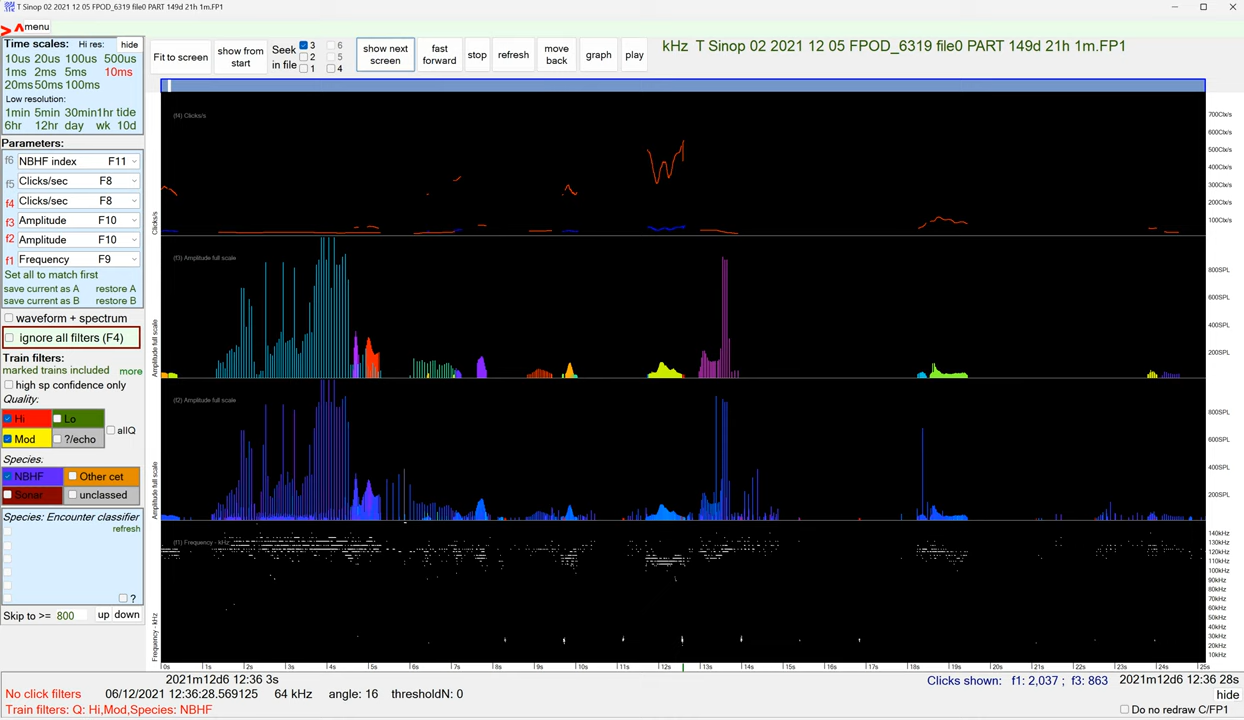 T Sinop 02 2021 12 05 FPOD_6319 file0 PART 149d 21h 1m.FP1
menu
Time scales: Hi res: hide
10us 20us 100us 500us
1ms 2ms 5ms 10ms
20ms 50ms 100ms
Low resolution:
1min 5min 30min 1hr tide
6hr 12hr day wk 10d
Parameters:
f6 NBHF index F11
f5 Clicks/sec F8
f4 Clicks/sec F8
f3 Amplitude F10
f2 Amplitude F10
f1 Frequency F9
Set all to match first
save current as A restore A
save current as B restore B
waveform + spectrum
ignore all filters (F4)
Train filters:
marked trains included more
high sp confidence only
Quality:
Hi Lo
Mod ?/echo allQ
Species:
NBHF Other cet
Sonar unclassed
Species: Encounter classifier
refresh
?
Skip to >= 800 up down
Fit to screen
show from start
Seek in file
3 6
2 5
1 4
show next screen
fast forward
stop
refresh
move back
graph
play
kHz T Sinop 02 2021 12 05 FPOD_6319 file0 PART 149d 21h 1m.FP1
(f4) Clicks/s
Clicks/s
700Clx/s
600Clx/s
500Clx/s
400Clx/s
300Clx/s
200Clx/s
100Clx/s
(f3) Amplitude full scale
Amplitude full scale
800SPL
600SPL
400SPL
200SPL
(f2) Amplitude full scale
Amplitude full scale
800SPL
600SPL
400SPL
200SPL
(f1) Frequency - kHz
Frequency - kHz
140kHz
130kHz
120kHz
110kHz
100kHz
90kHz
80kHz
70kHz
60kHz
50kHz
40kHz
30kHz
20kHz
10kHz
0s 1s 2s 3s 4s 5s 6s 7s 8s 9s 10s 11s 12s 13s 14s 15s 16s 17s 18s 19s 20s 21s 22s 23s 24s 25s
2021m12d6 12:36 3s
Clicks shown: f1: 2,037 ; f3: 863 2021m12d6 12:36 28s
No click filters 06/12/2021 12:36:28.569125 64 kHz angle: 16 thresholdN: 0
hide
Train filters: Q: Hi,Mod,Species: NBHF
Do no redraw C/FP1